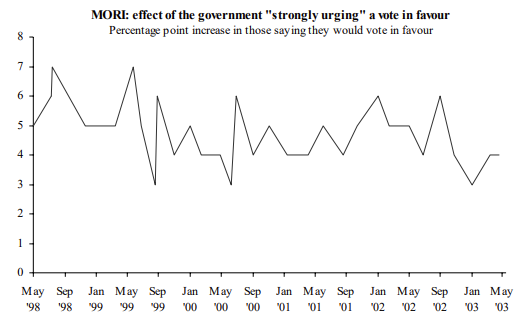 MORI: effect of the government "strongly urging" a vote in favour
Percentage point increase in those saying they would vote in favour
8
7
6
5
4
3
2
1
0
May Sep Jan May Sep Jan May Sep Jan May Sep Jan May Sep Jan May
'98 '98 '99 '99 '99 '00 '00 '00 '01 '01 '01 '02 '02 '02 '03 '03